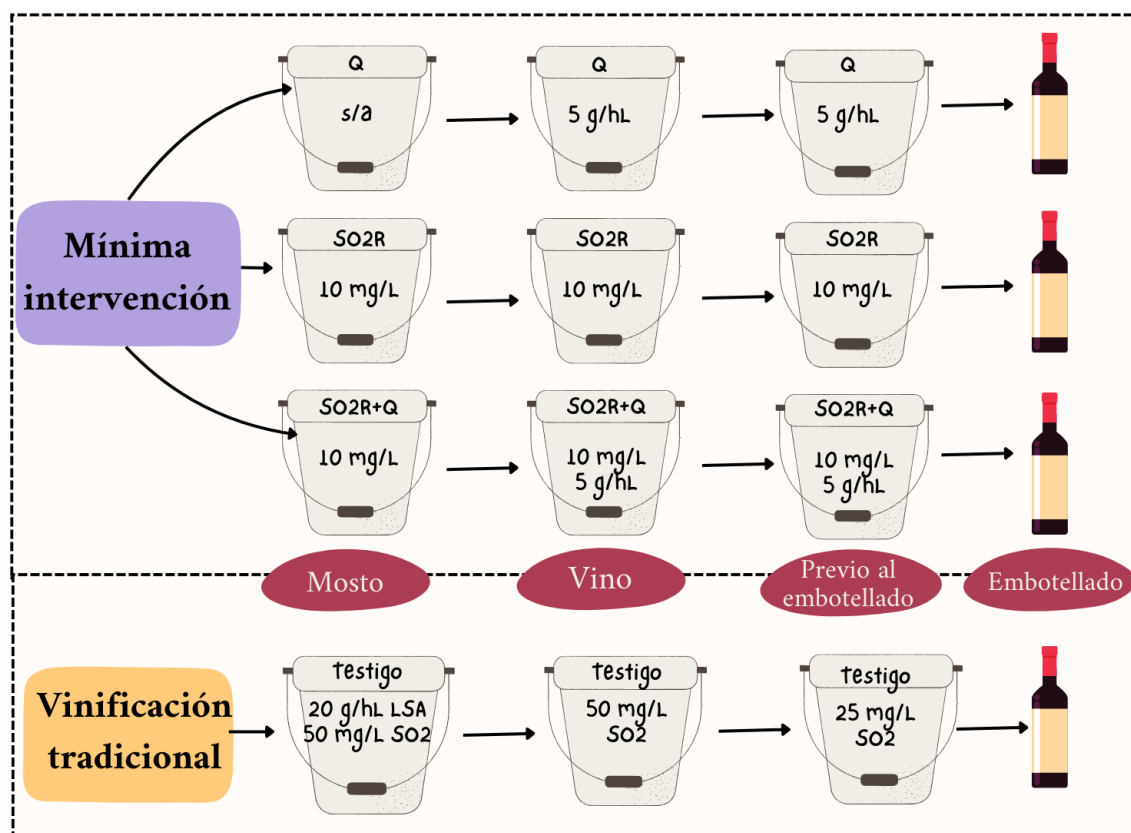 Q
s/a
Q
5 g/hL
Q
5 g/hL
Mínima
intervención
SO2R
10 mg/L
SO2R
10 mg/L
SO2R
10 mg/L
SO2R+Q
10 mg/L
SO2R+Q
10 mg/L
5 g/hL
SO2R+Q
10 mg/L
5 g/hL
Mosto
Vino
Previo al
embotellado
Embotellado
Vinificación
tradicional
Testigo
20 g/hL LSA
50 mg/L SO2
Testigo
50 mg/L
SO2
Testigo
25 mg/L
SO2